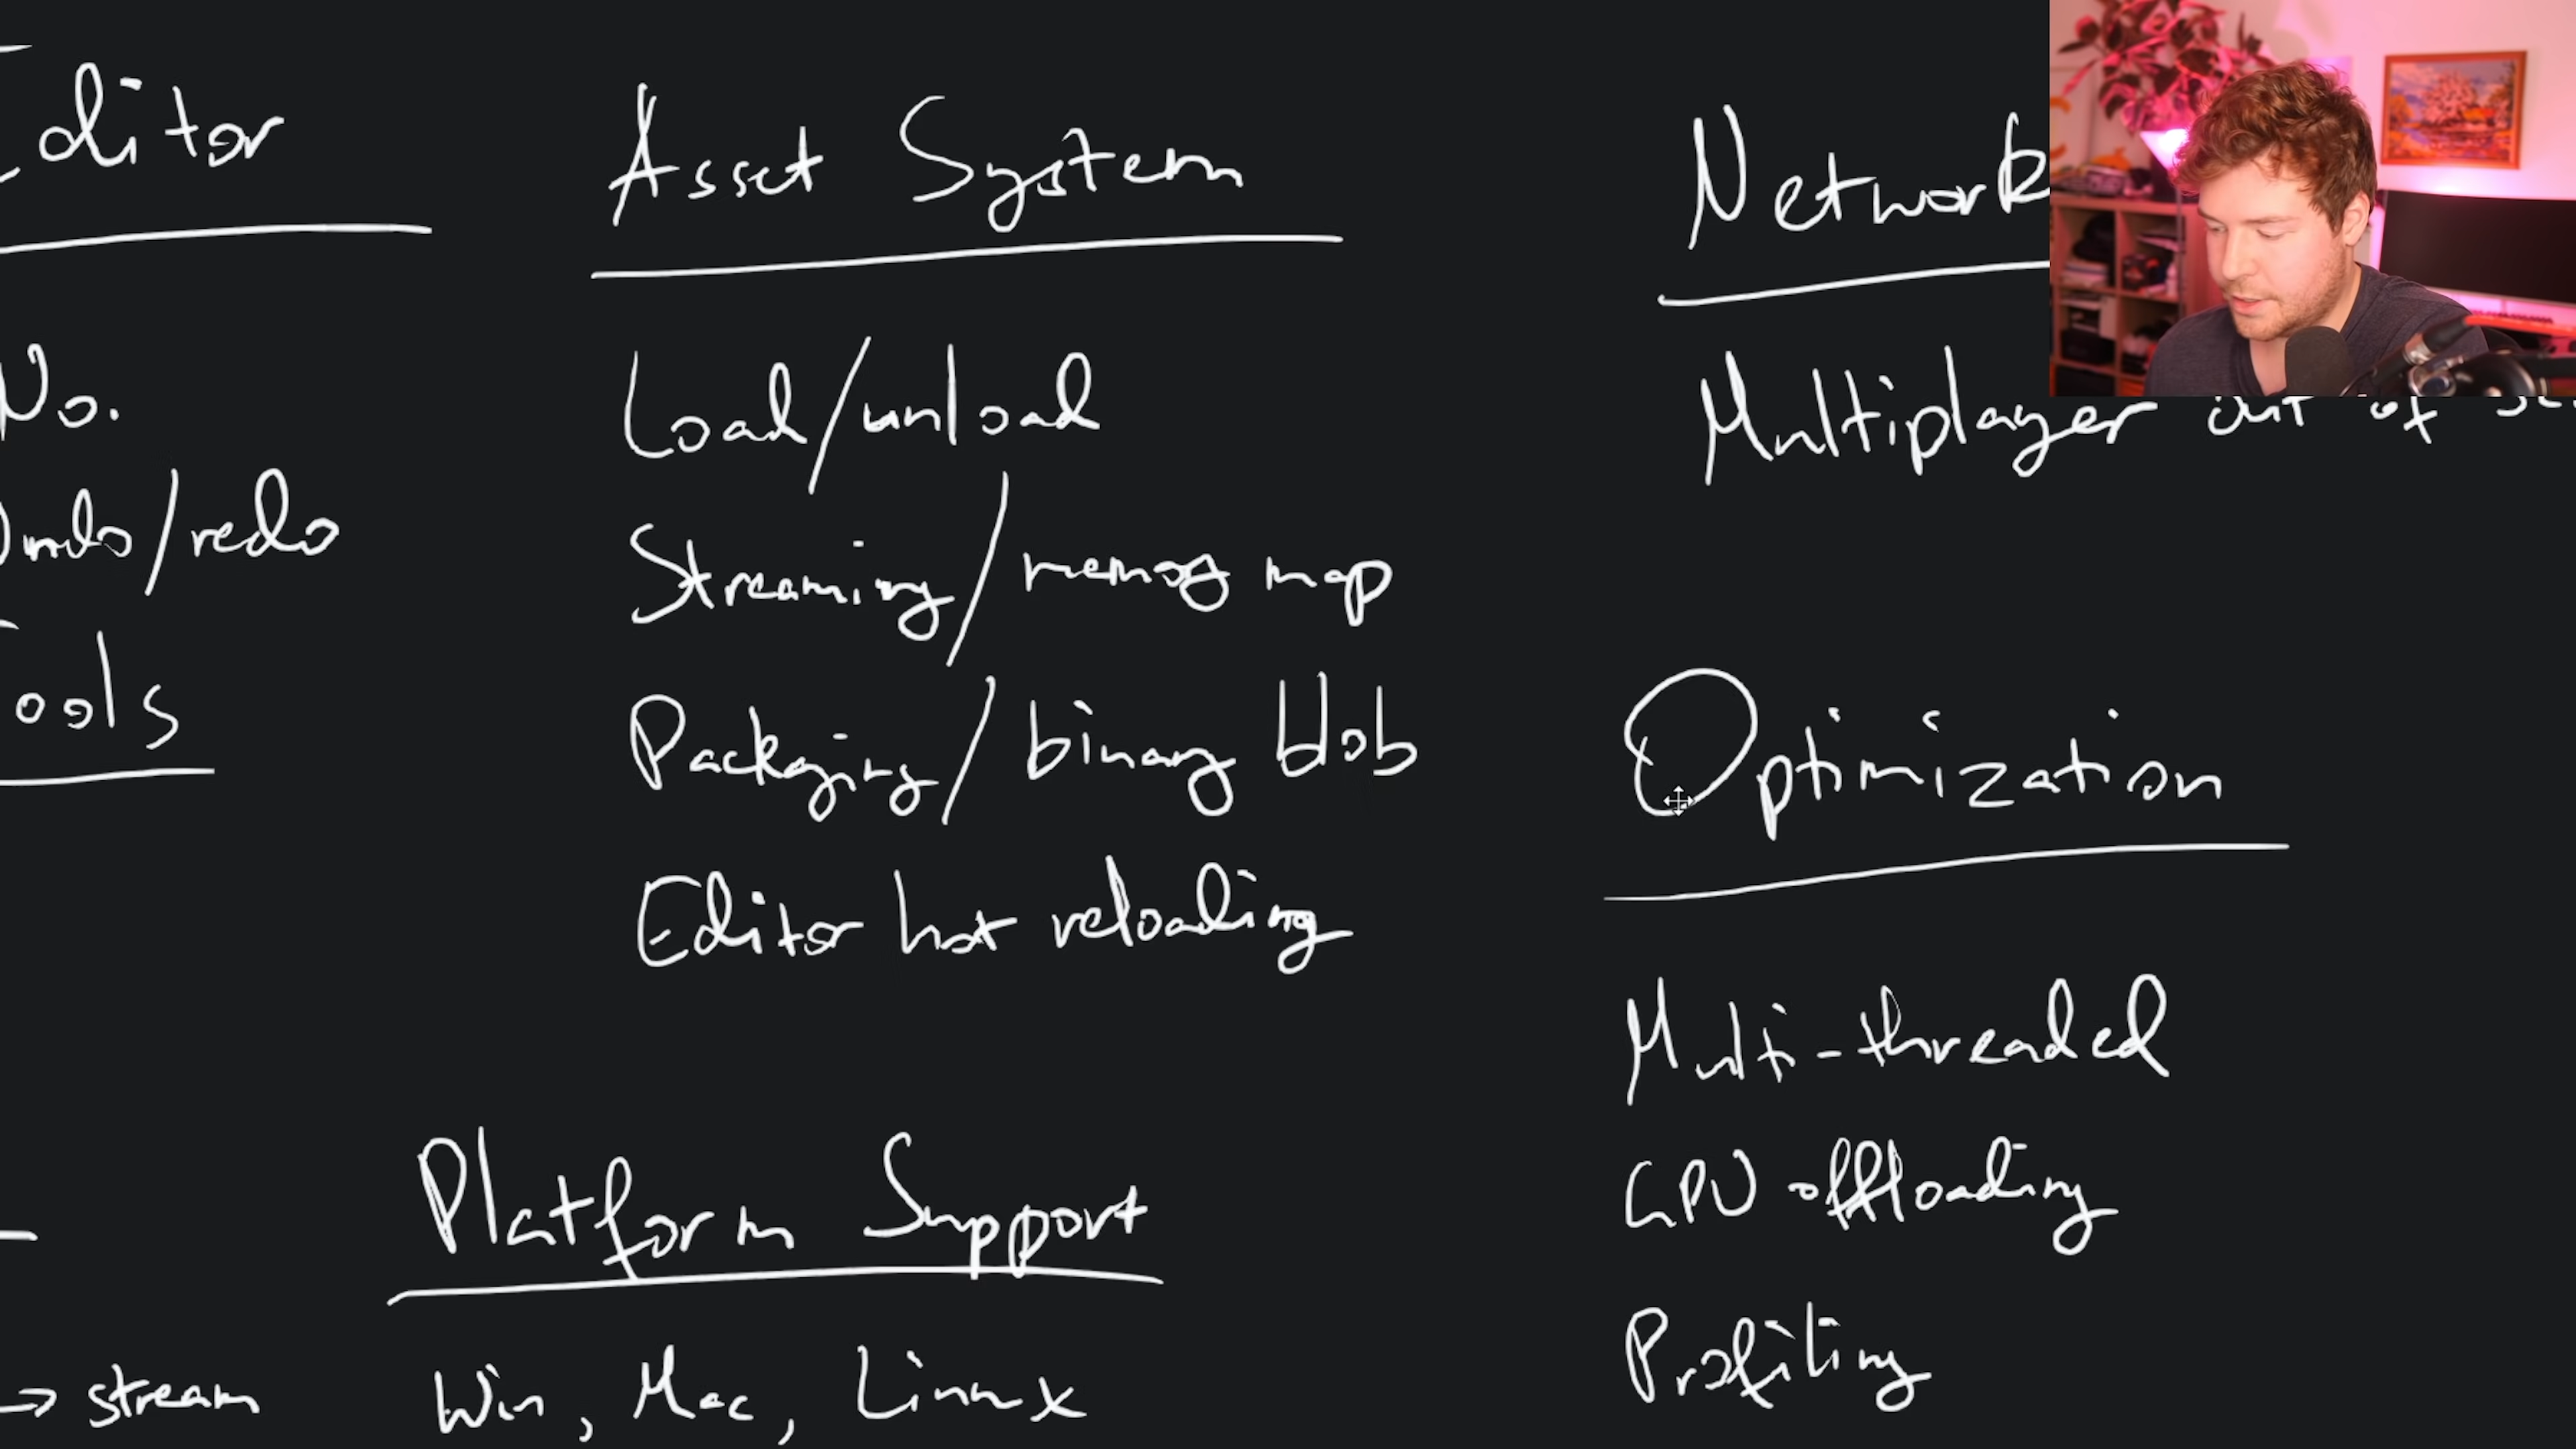 Editor
No.
Undo/redo
Tools
Asset System
Load/unload
Streaming/memory map
Packaging/binary blob
Editor hot reloading
Platform Support
Win, Mac, Linux
→ stream
Network
Multiplayer out of
Optimization
Multi-threaded
GPU offloading
Profiling